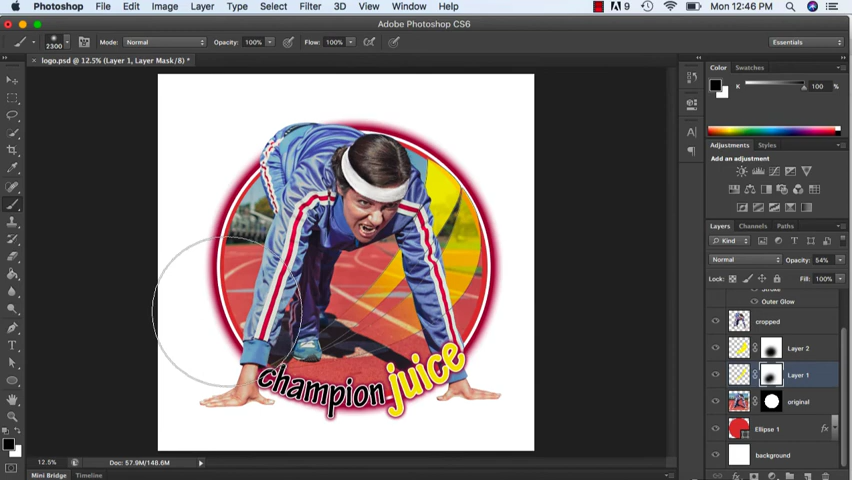 Photoshop File Edit Image Layer Type Select Filter 3D View Window Help 9 Mon 12:46 PM
Adobe Photoshop CS6
2300 Mode: Normal Opacity: 100% Flow: 100% Essentials
logo.psd @ 12.5% (Layer 1, Layer Mask/8) *
Color Swatches
K 100 %
Adjustments Styles
Add an adjustment
Layers Channels Paths
Kind
Normal Opacity: 54%
Lock: Fill: 100%
Outer Glow
cropped
Layer 2
Layer 1
original
Ellipse 1 fx
background
champion juice
12.5% Doc: 57.9M/148.6M
Mini Bridge Timeline